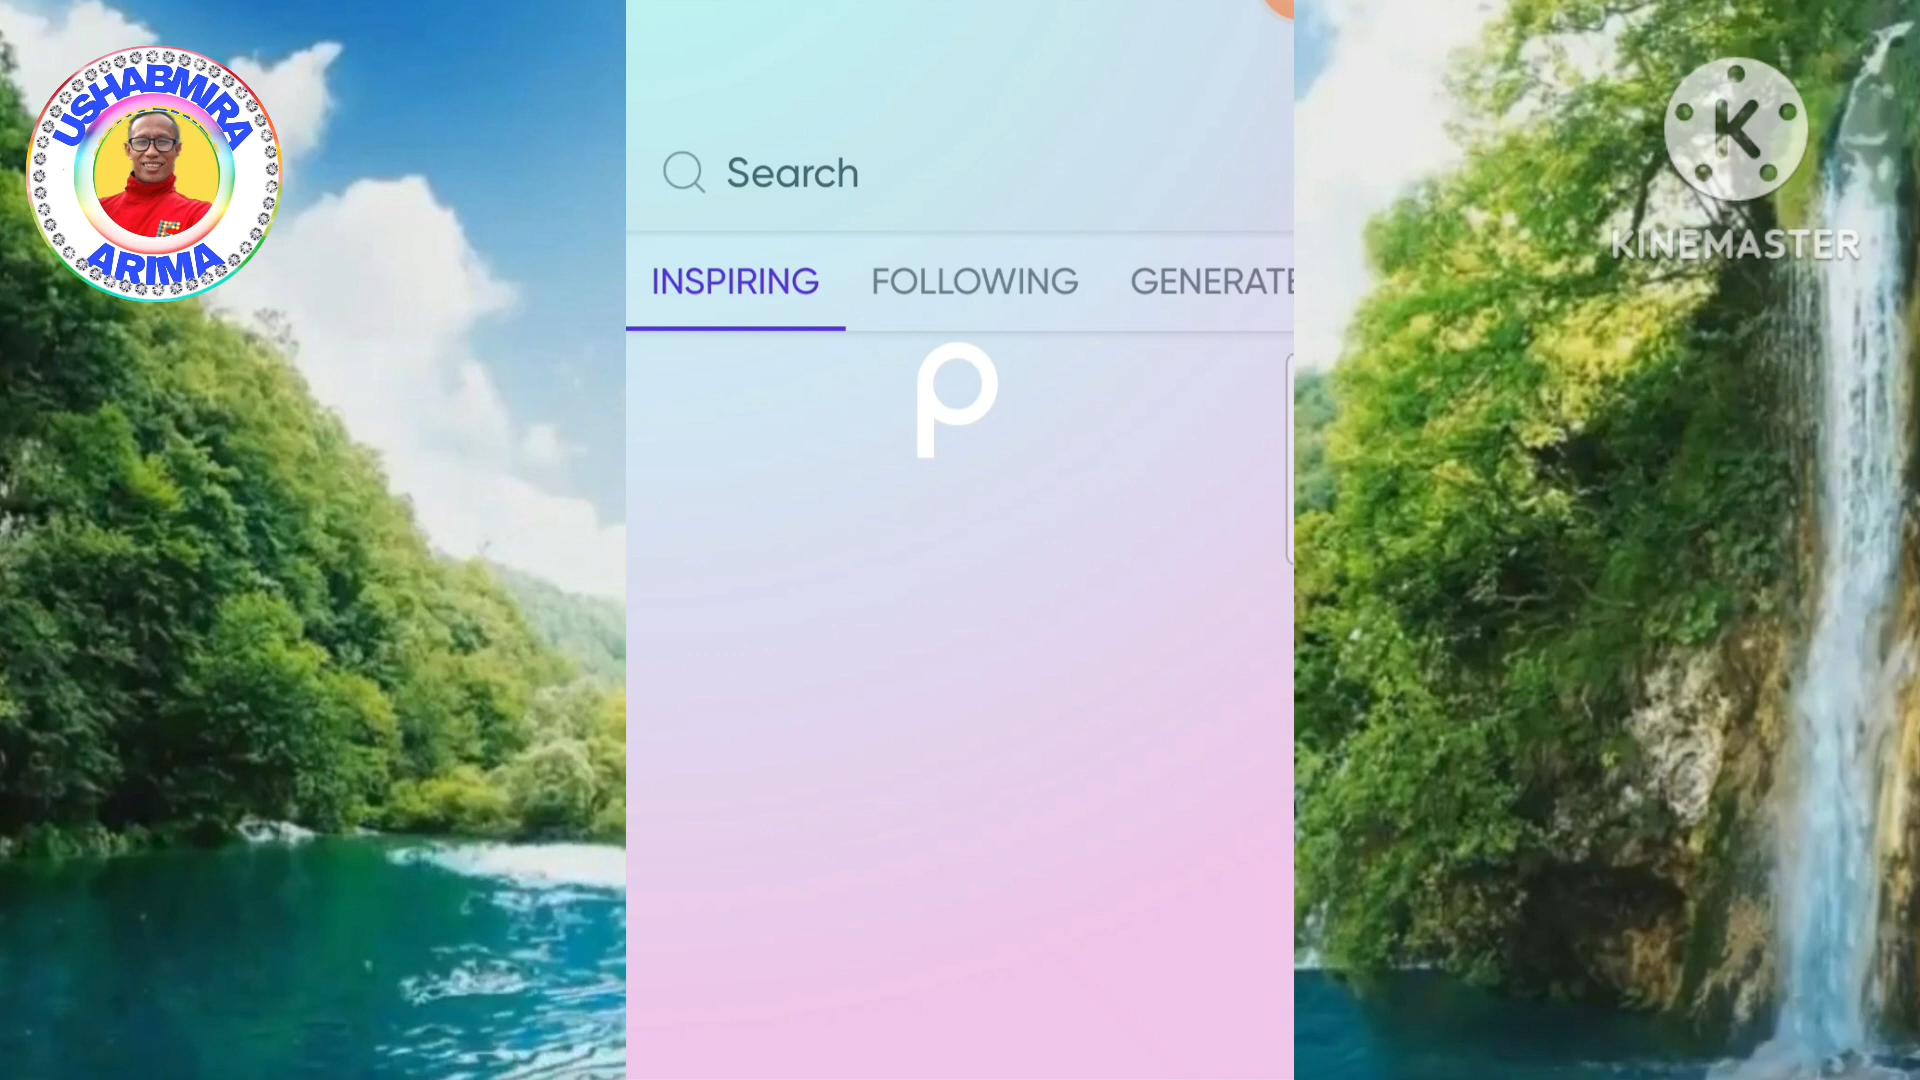 USHABMIRA
ARIMA
Search
INSPIRING FOLLOWING GENERATE
P
K
KINEMASTER